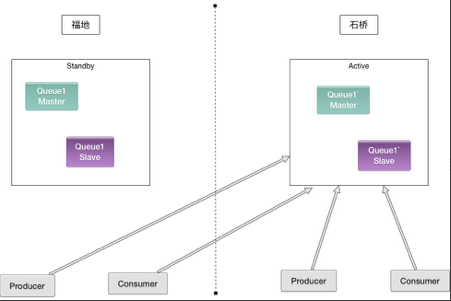 福地
石桥
Standby
Active
Queue1
Master
Queue1
Slave
Queue1`
Master
Queue1`
Slave
Producer
Consumer
Producer
Consumer